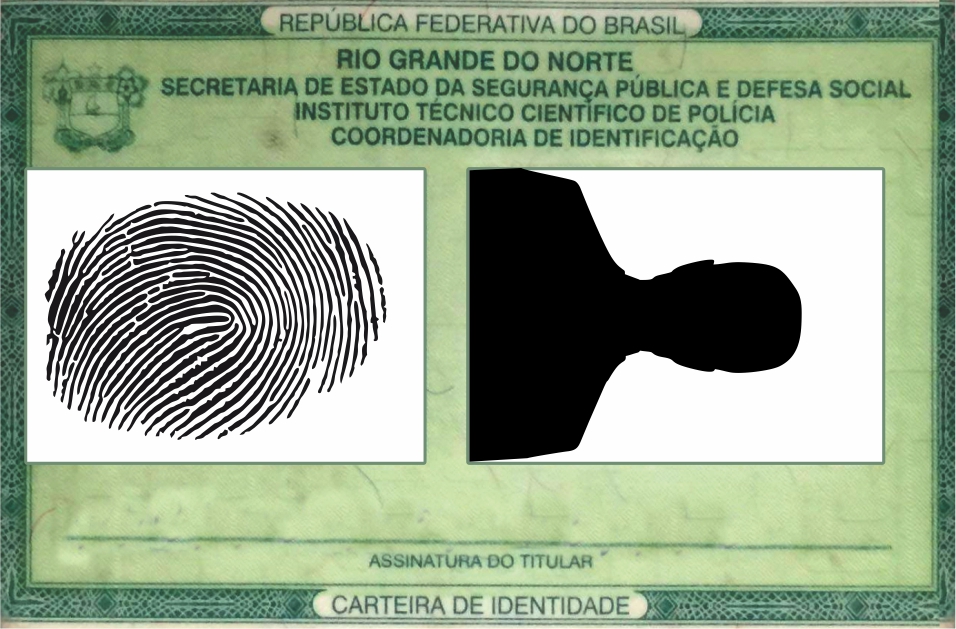 REPÚBLICA FEDERATIVA DO BRASIL
RIO GRANDE DO NORTE
SECRETARIA DE ESTADO DA SEGURANÇA PÚBLICA E DEFESA SOCIAL
INSTITUTO TÉCNICO CIENTÍFICO DE POLÍCIA
COORDENADORIA DE IDENTIFICAÇÃO
ASSINATURA DO TITULAR
CARTEIRA DE IDENTIDADE